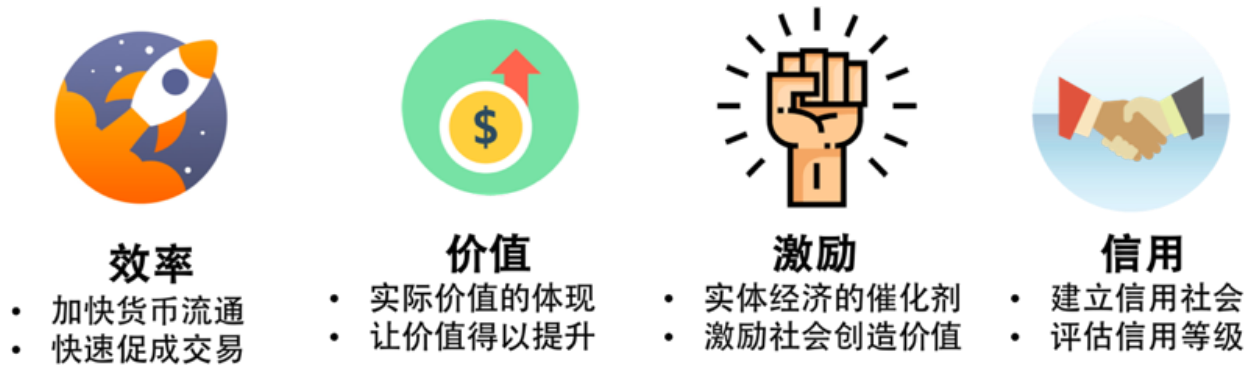 效率
• 加快货币流通
• 快速促成交易
价值
• 实际价值的体现
• 让价值得以提升
激励
• 实体经济的催化剂
• 激励社会创造价值
信用
• 建立信用社会
• 评估信用等级
$